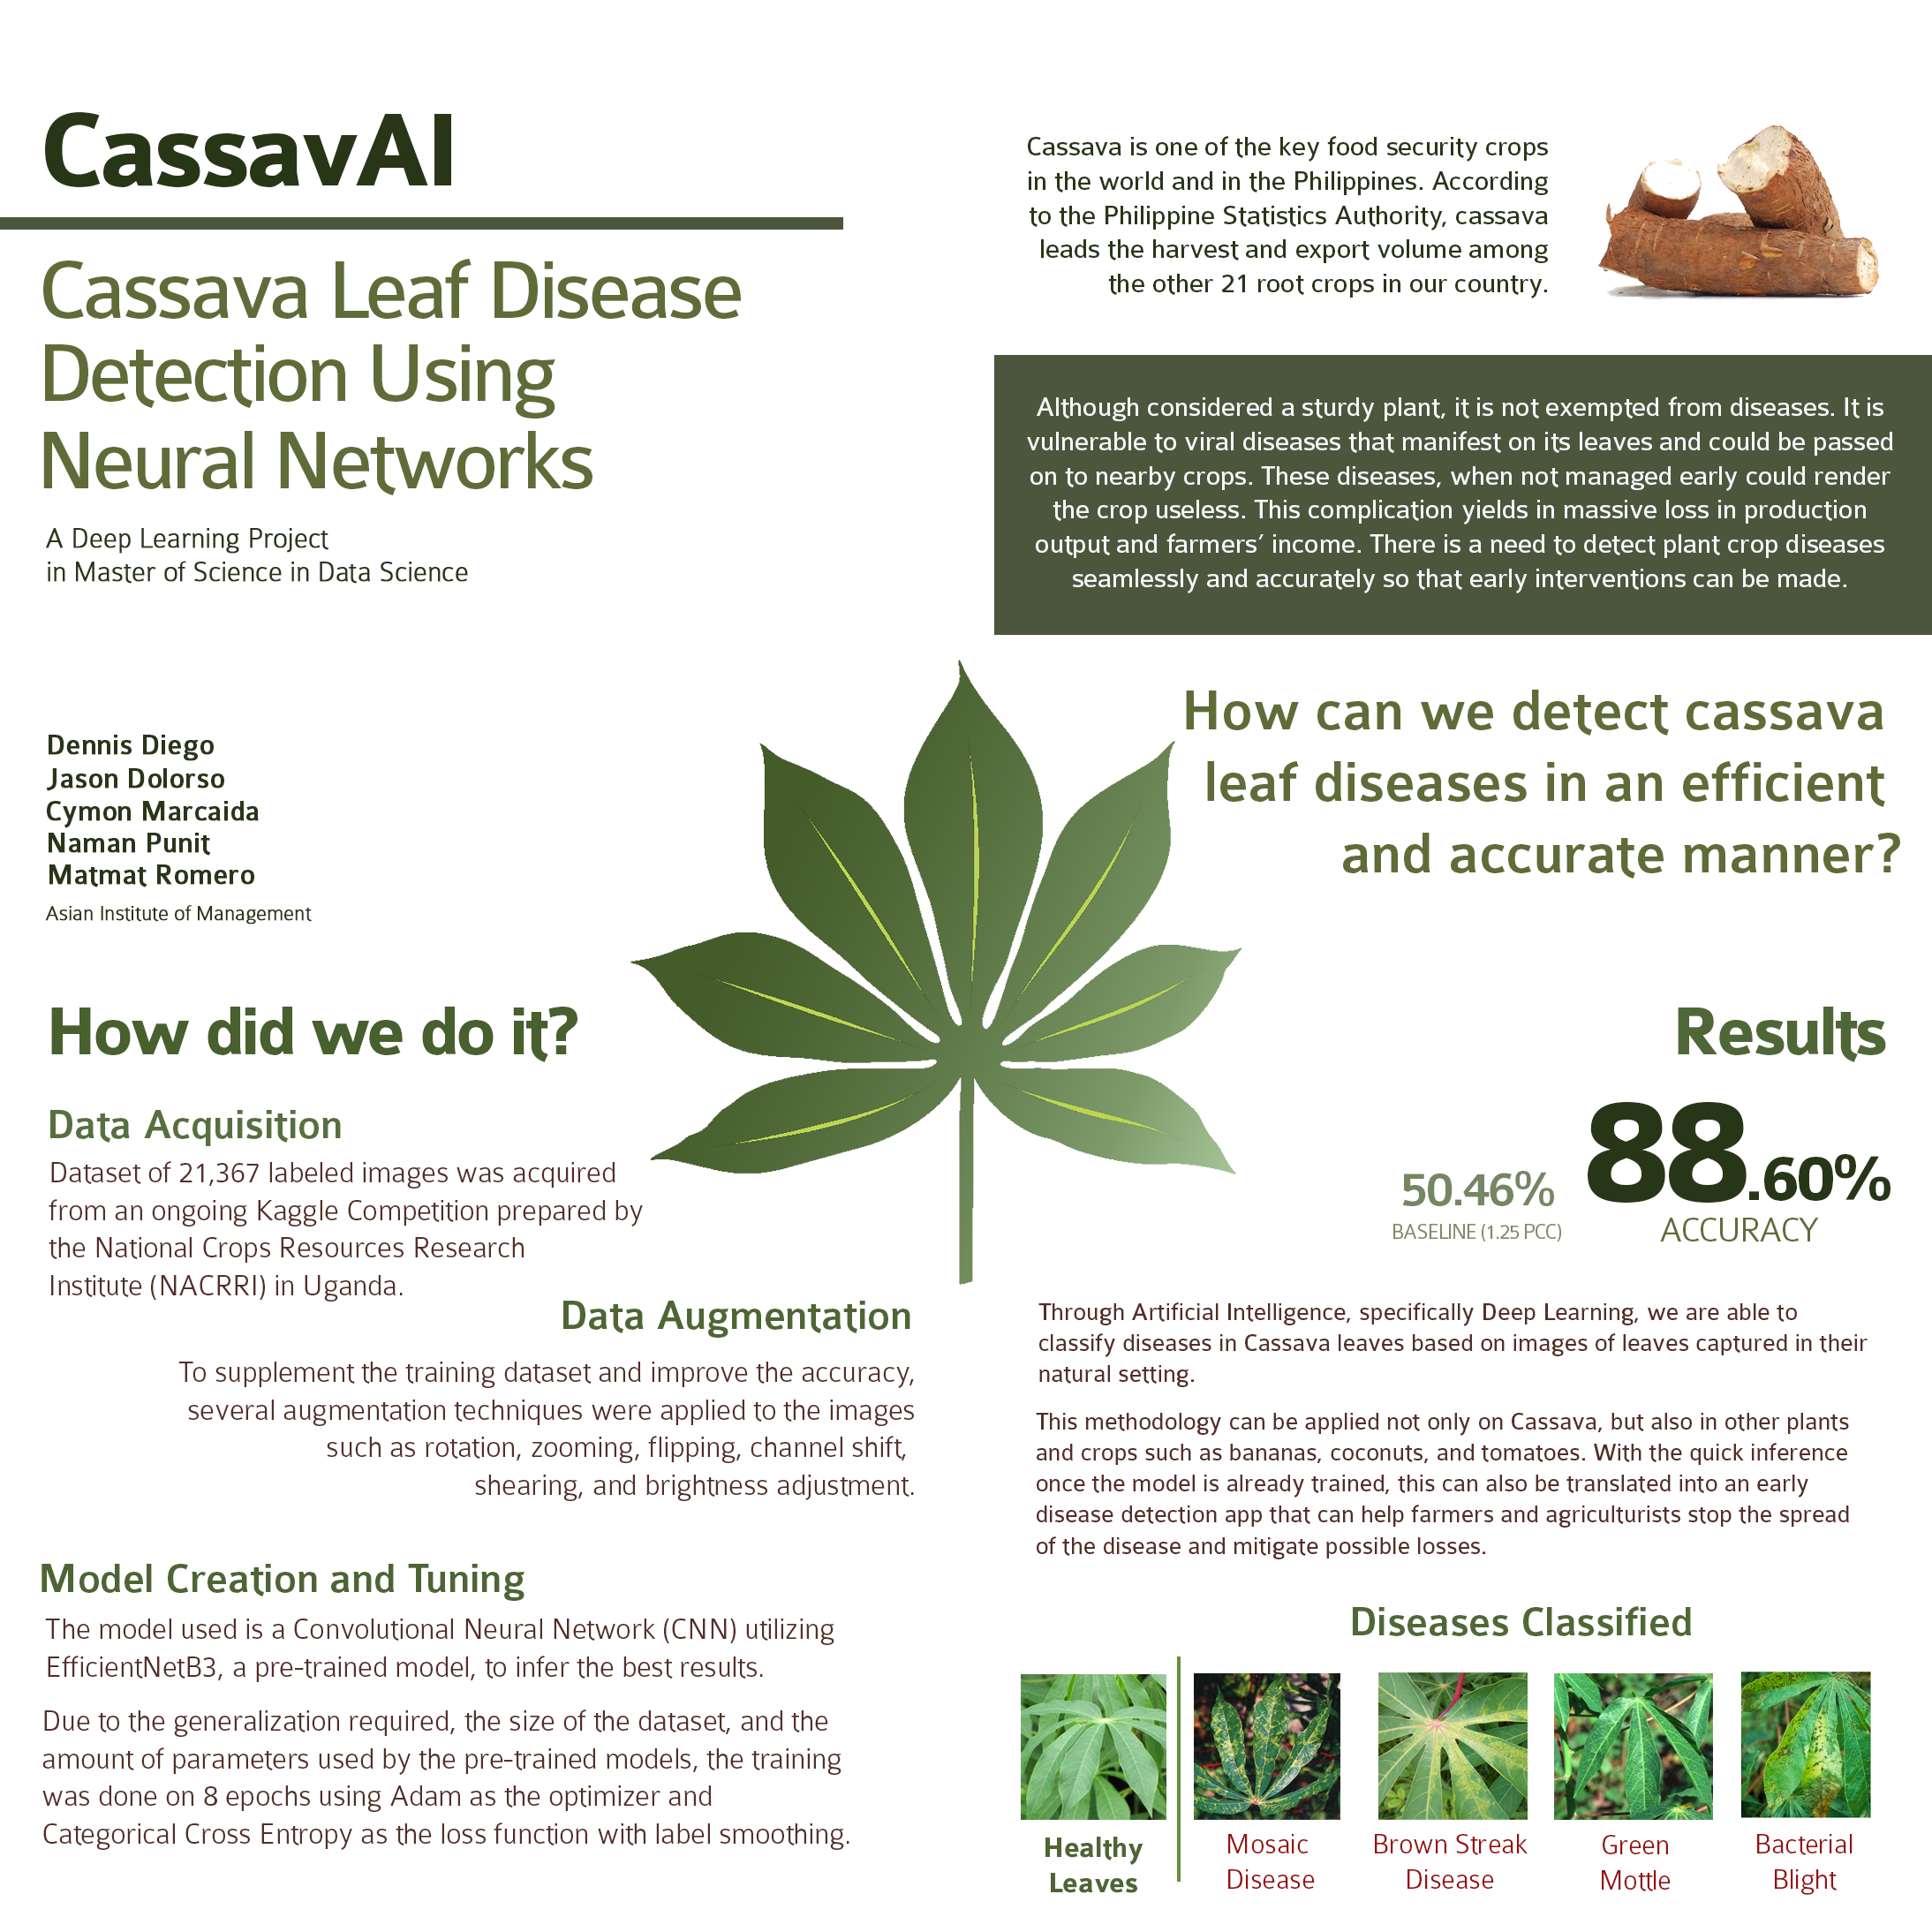 CassavAI
Cassava Leaf Disease
Detection Using
Neural Networks
A Deep Learning Project
in Master of Science in Data Science
Dennis Diego
Jason Dolorso
Cymon Marcaida
Naman Punit
Matmat Romero
Asian Institute of Management
Cassava is one of the key food security crops
in the world and in the Philippines. According
to the Philippine Statistics Authority, cassava
leads the harvest and export volume among
the other 21 root crops in our country.
Although considered a sturdy plant, it is not exempted from diseases. It is
vulnerable to viral diseases that manifest on its leaves and could be passed
on to nearby crops. These diseases, when not managed early could render
the crop useless. This complication yields in massive loss in production
output and farmers' income. There is a need to detect plant crop diseases
seamlessly and accurately so that early interventions can be made.
How can we detect cassava
leaf diseases in an efficient
and accurate manner?
How did we do it?
Data Acquisition
Dataset of 21,367 labeled images was acquired
from an ongoing Kaggle Competition prepared by
the National Crops Resources Research
Institute (NACRRI) in Uganda.
Data Augmentation
To supplement the training dataset and improve the accuracy,
several augmentation techniques were applied to the images
such as rotation, zooming, flipping, channel shift,
shearing, and brightness adjustment.
Model Creation and Tuning
The model used is a Convolutional Neural Network (CNN) utilizing
EfficientNetB3, a pre-trained model, to infer the best results.
Due to the generalization required, the size of the dataset, and the
amount of parameters used by the pre-trained models, the training
was done on 8 epochs using Adam as the optimizer and
Categorical Cross Entropy as the loss function with label smoothing.
Results
50.46%
BASELINE (1.25 PCC)
88.60%
ACCURACY
Through Artificial Intelligence, specifically Deep Learning, we are able to
classify diseases in Cassava leaves based on images of leaves captured in their
natural setting.
This methodology can be applied not only on Cassava, but also in other plants
and crops such as bananas, coconuts, and tomatoes. With the quick inference
once the model is already trained, this can also be translated into an early
disease detection app that can help farmers and agriculturists stop the spread
of the disease and mitigate possible losses.
Diseases Classified
Healthy
Leaves
Mosaic
Disease
Brown Streak
Disease
Green
Mottle
Bacterial
Blight